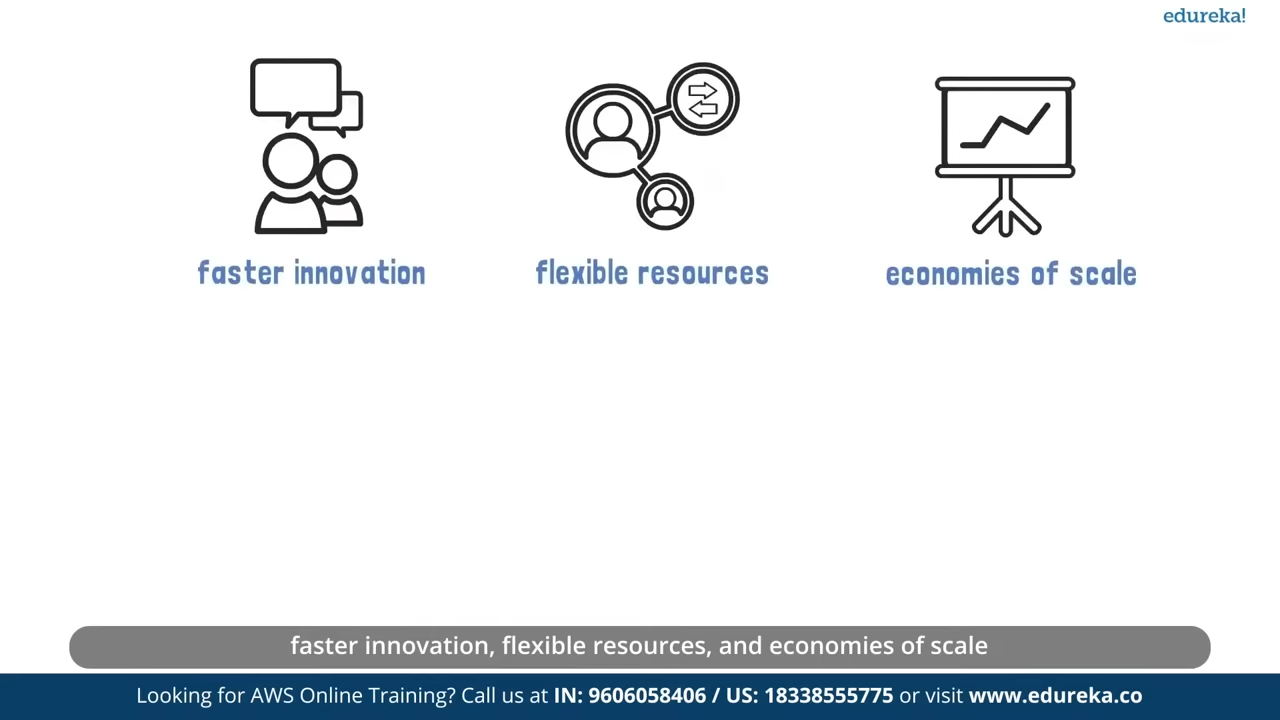 edureka!
faster innovation
flexible resources
economies of scale
faster innovation, flexible resources, and economies of scale
Looking for AWS Online Training? Call us at IN: 9606058406 / US: 18338555775 or visit www.edureka.co